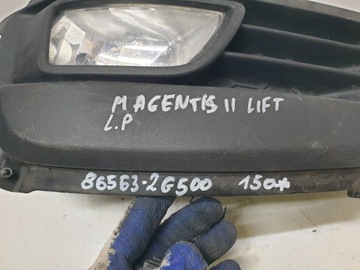 MAGENTIS II LIFT
L.P
86563-2G500 150zł